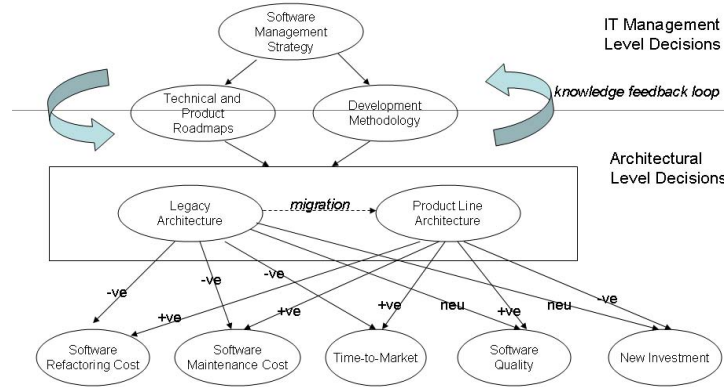 Software
Management
Strategy
IT Management
Level Decisions
knowledge feedback loop
Technical and
Product
Roadmaps
Development
Methodology
Architectural
Level Decisions
Legacy
Architecture
migration
Product Line
Architecture
-ve
-ve
-ve
+ve
+ve
+ve
neu
+ve
neu
-ve
Software
Refactoring Cost
Software
Maintenance Cost
Time-to-Market
Software
Quality
New Investment